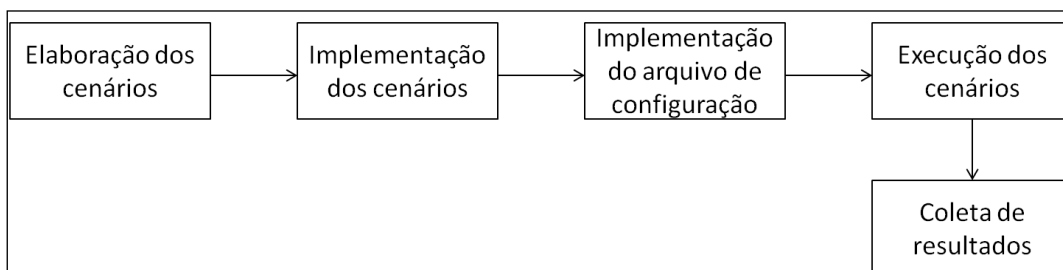 Elaboração dos
cenários
Implementação
dos cenários
Implementação
do arquivo de
configuração
Execução dos
cenários
Coleta de
resultados